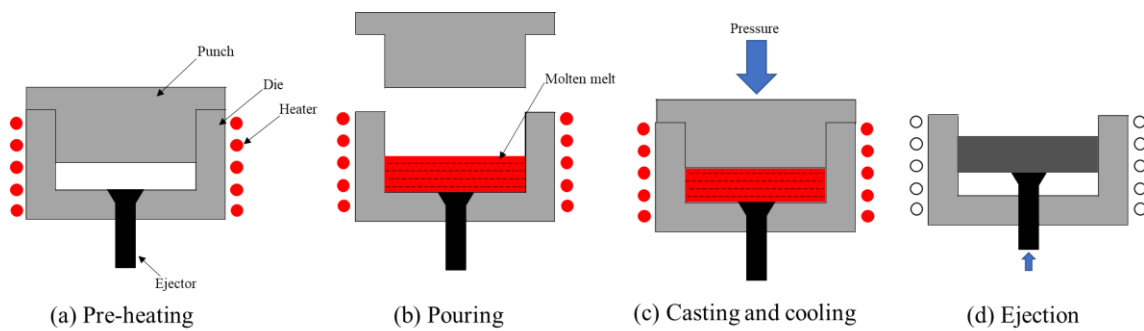 Punch
Die
Heater
Ejector
(a) Pre-heating
Molten melt
(b) Pouring
Pressure
(c) Casting and cooling
(d) Ejection